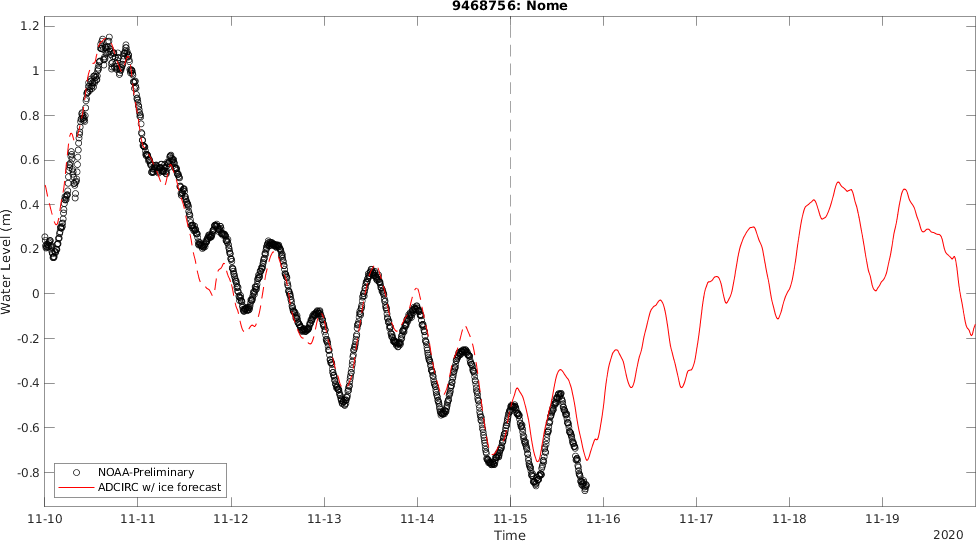 9468756: Nome
1.2
1
0.8
0.6
0.4
0.2
0
-0.2
-0.4
-0.6
-0.8
Water Level (m)
NOAA-Preliminary
ADCIRC w/ ice forecast
11-10 11-11 11-12 11-13 11-14 11-15 11-16 11-17 11-18 11-19
Time
2020